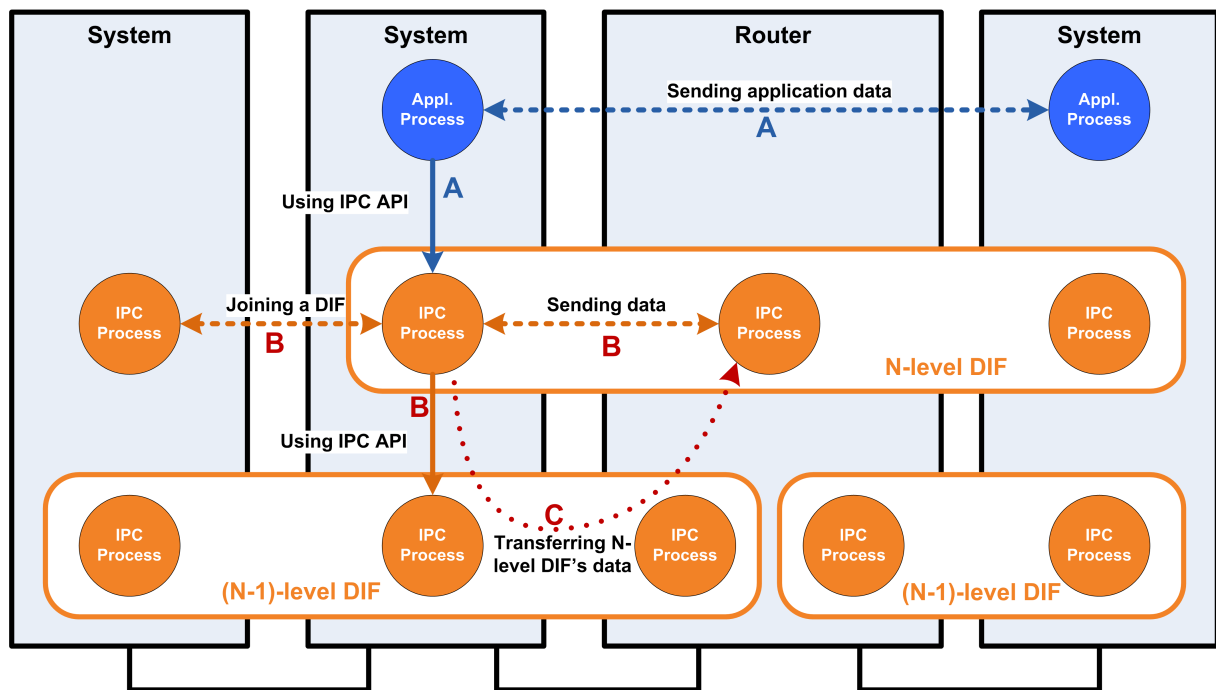 System
System
Router
System
Appl.
Process
Sending application data
A
Appl.
Process
Using IPC API
A
IPC
Process
Joining a DIF
B
IPC
Process
Sending data
B
IPC
Process
IPC
Process
N-level DIF
B
Using IPC API
IPC
Process
IPC
Process
C
Transferring N-
level DIF's data
IPC
Process
(N-1)-level DIF
IPC
Process
IPC
Process
(N-1)-level DIF